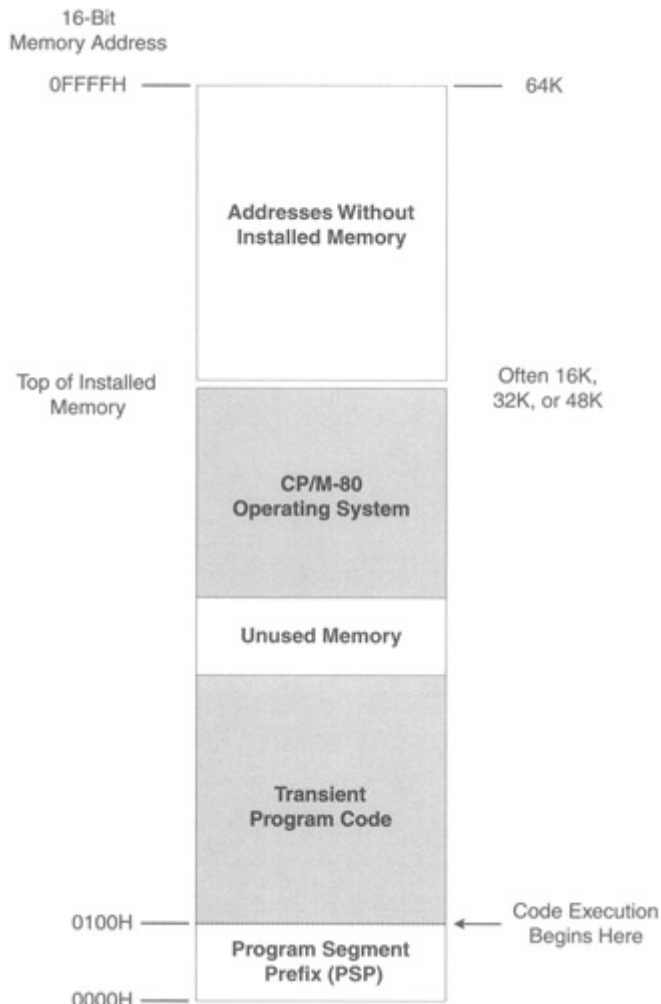 16-Bit
Memory Address
0FFFFH
64K
Addresses Without
Installed Memory
Top of Installed
Memory
Often 16K,
32K, or 48K
CP/M-80
Operating System
Unused Memory
Transient
Program Code
0100H
Code Execution
Begins Here
Program Segment
Prefix (PSP)
0000H